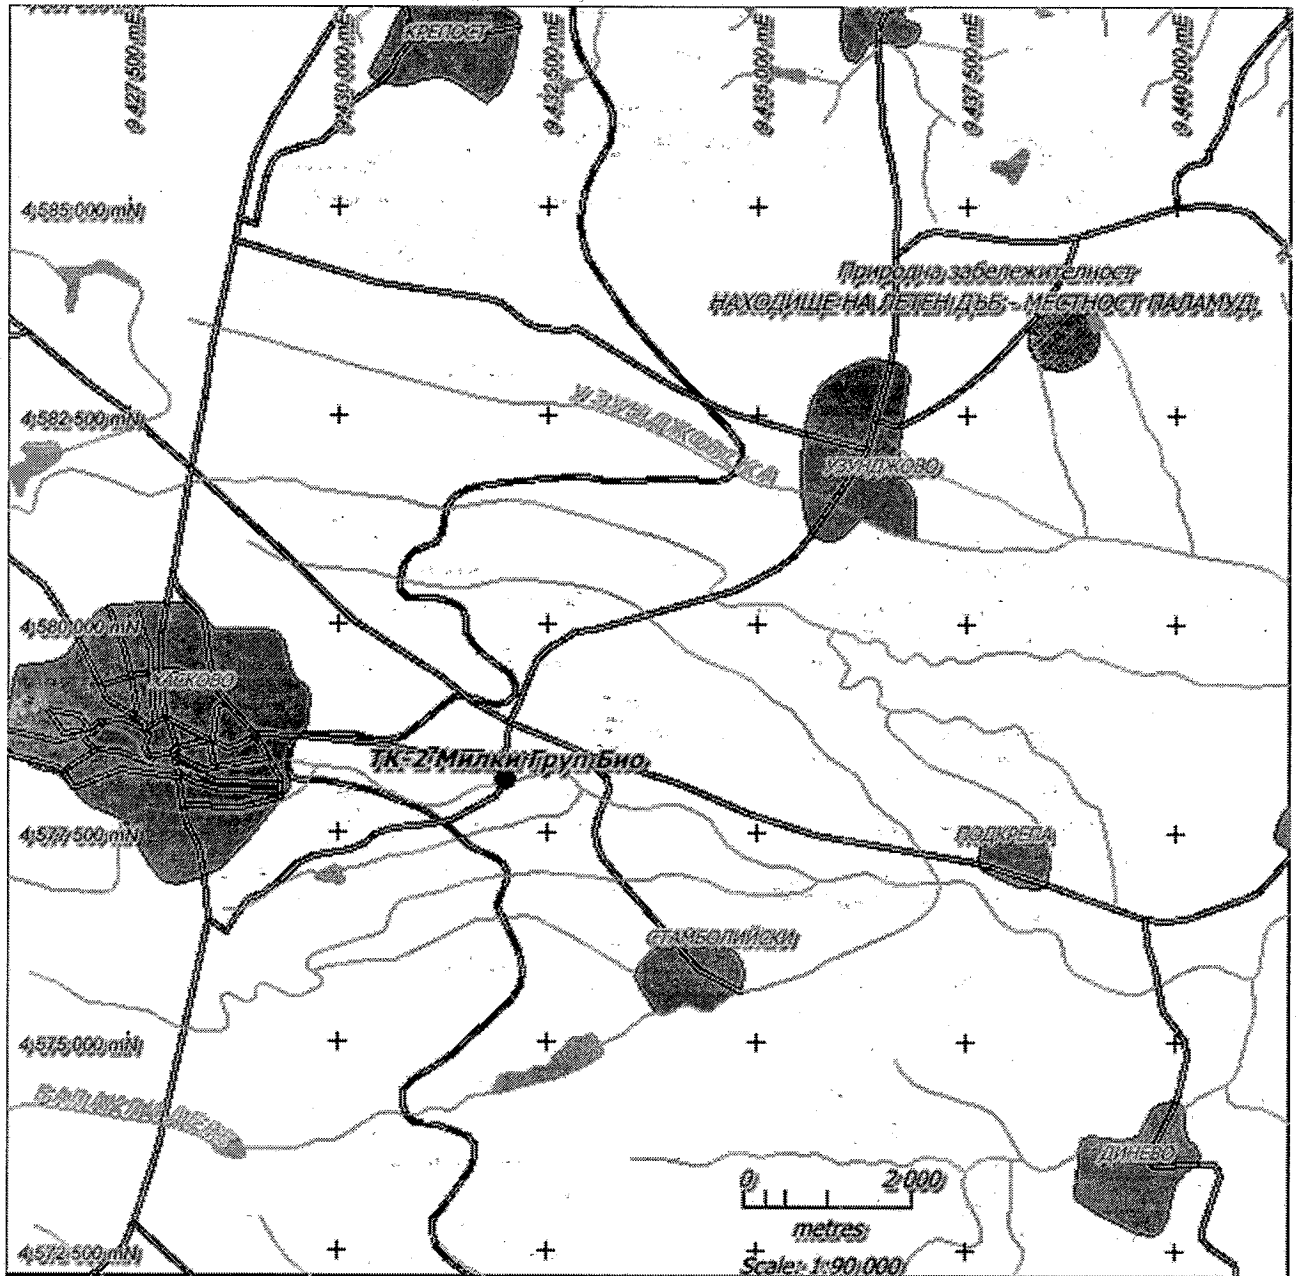 КРЕПОСТ
9 427 500 mE
9 430 000 mE
9 432 500 mE
9 435 000 mE
9 437 500 mE
9 440 000 mE
4 585 000 mN
Природна забележителност
НАХОДИЩЕ НА ЛЕТЕН ДЪБ - МЕСТНОСТ ПАЛАМУД
4 582 500 mN
УЗУНДЖОВСКА
УЗУНДЖОВО
4 580 000 mN
ХАСКОВО
ТК-2 Милки Груп Био
4 577 500 mN
ПОДКРЕПА
СТАМБОЛИЙСКИ
4 575 000 mN
ДИНЕВО
0 2 000
metres
Scale: 1:90 000
4 572 500 mN